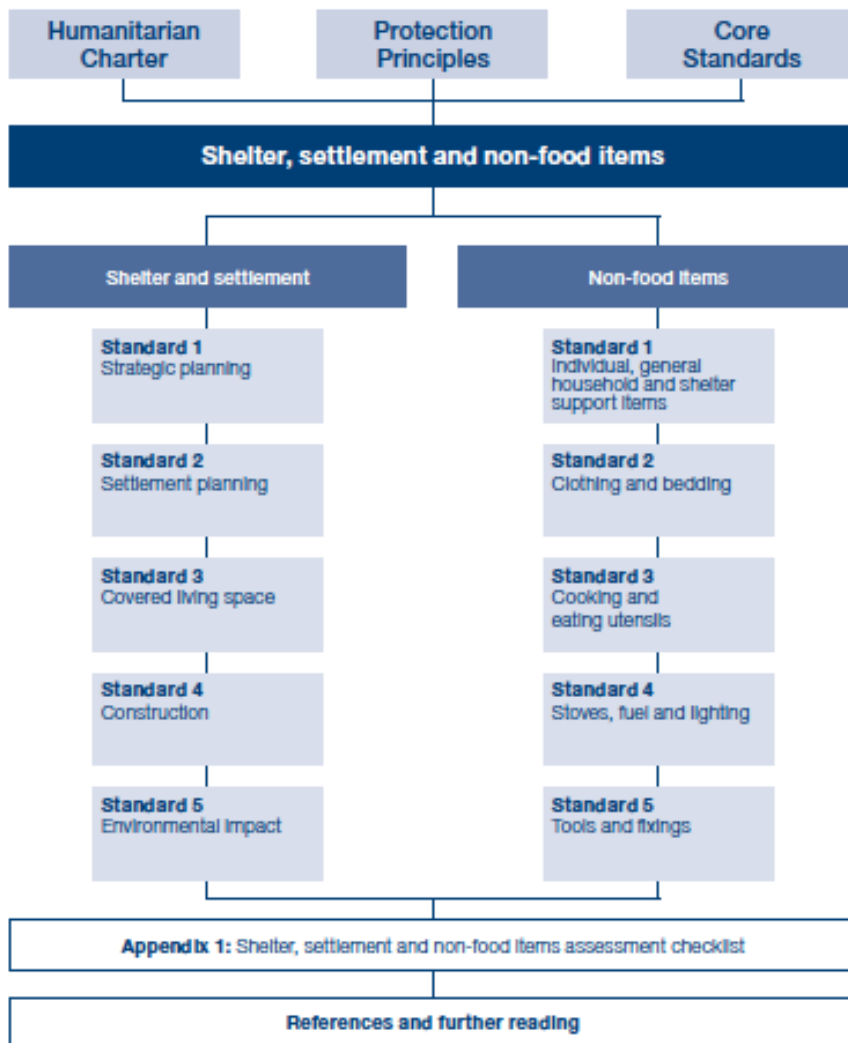 Humanitarian
Charter
Protection
Principles
Core
Standards
Shelter, settlement and non-food items
Shelter and settlement
Non-food items
Standard 1
Strategic planning
Standard 1
Individual, general
household and shelter
support items
Standard 2
Settlement planning
Standard 2
Clothing and bedding
Standard 3
Covered living space
Standard 3
Cooking and
eating utensils
Standard 4
Construction
Standard 4
Stoves, fuel and lighting
Standard 5
Environmental impact
Standard 5
Tools and fixings
Appendix 1: Shelter, settlement and non-food items assessment checklist
References and further reading